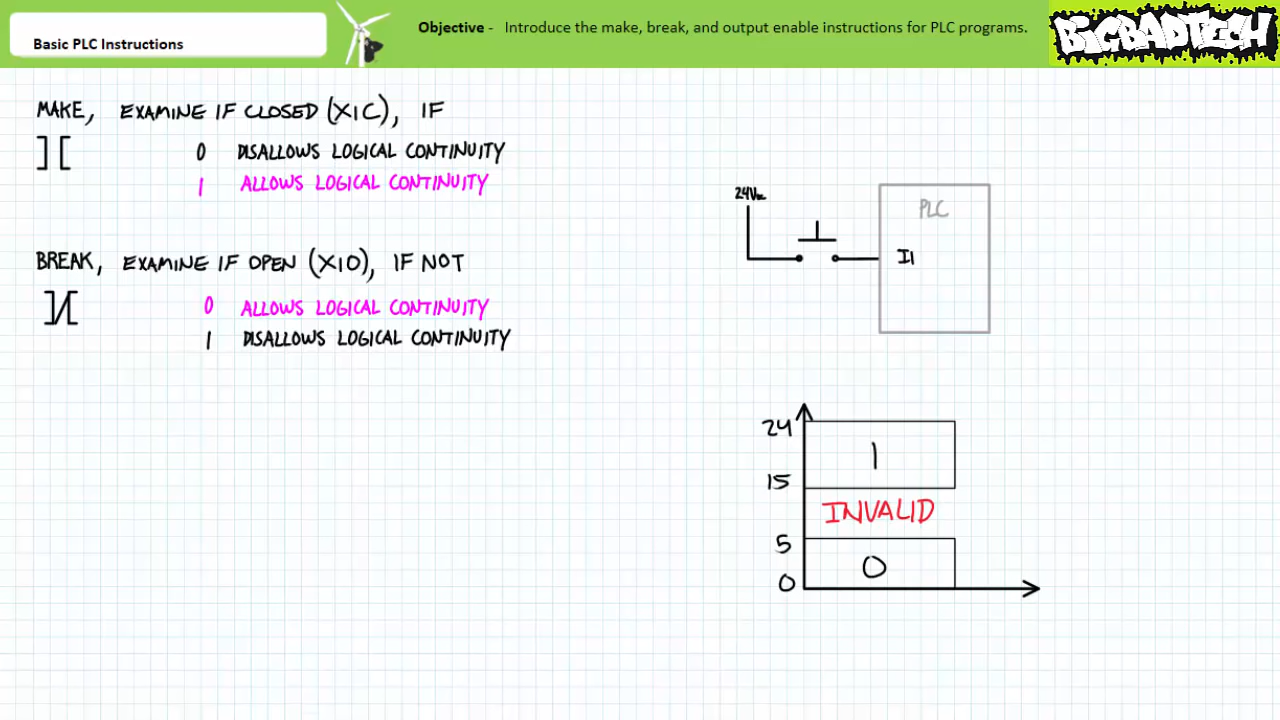 Basic PLC Instructions
Objective - Introduce the make, break, and output enable instructions for PLC programs.
BIGBADTECH
MAKE, EXAMINE IF CLOSED (XIC), IF
0 DISALLOWS LOGICAL CONTINUITY
1 ALLOWS LOGICAL CONTINUITY
BREAK, EXAMINE IF OPEN (XIO), IF NOT
0 ALLOWS LOGICAL CONTINUITY
1 DISALLOWS LOGICAL CONTINUITY
24VDC
PLC
I1
24
1
15
INVALID
5
0
0